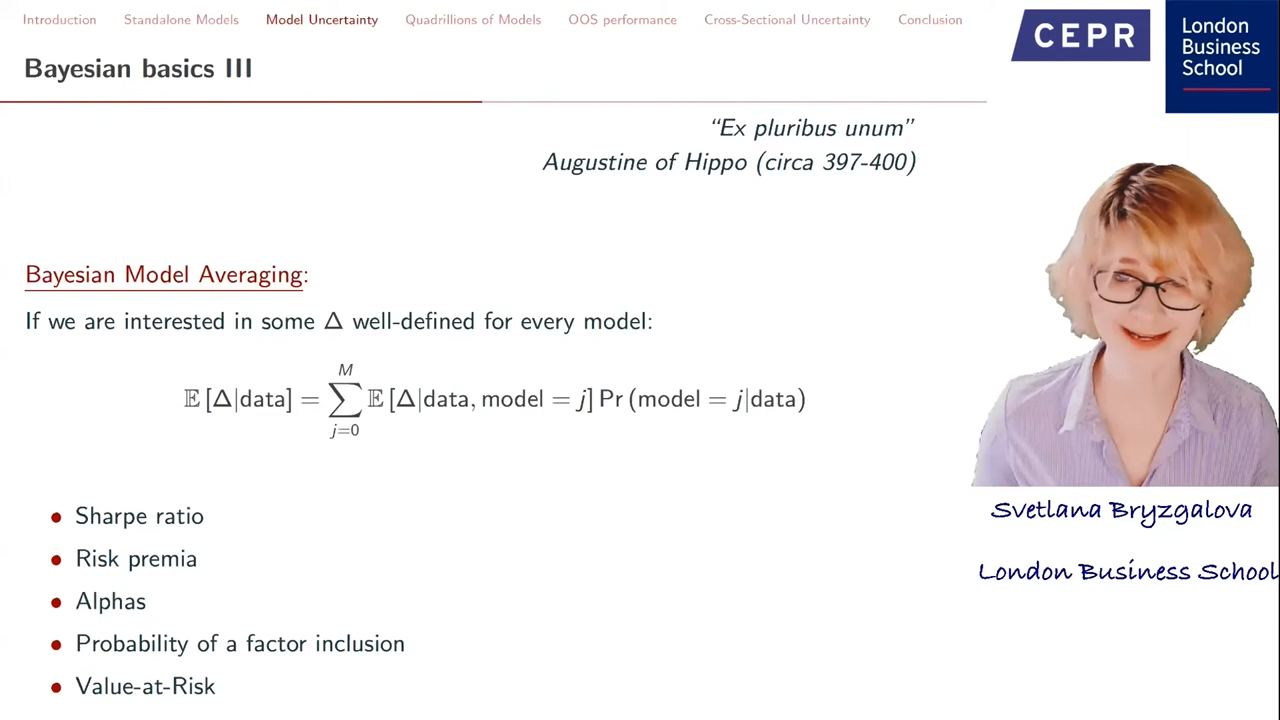 Introduction Standalone Models Model Uncertainty Quadrillions of Models OOS performance Cross-Sectional Uncertainty Conclusion
CEPR
London
Business
School
Bayesian basics III
“Ex pluribus unum”
Augustine of Hippo (circa 397-400)
Bayesian Model Averaging:
If we are interested in some Δ well-defined for every model:
𝔼 [Δ|data] = ∑_{j=0}^{M} 𝔼 [Δ|data, model = j] Pr (model = j|data)
• Sharpe ratio
• Risk premia
• Alphas
• Probability of a factor inclusion
• Value-at-Risk
Svetlana Bryzgalova
London Business School